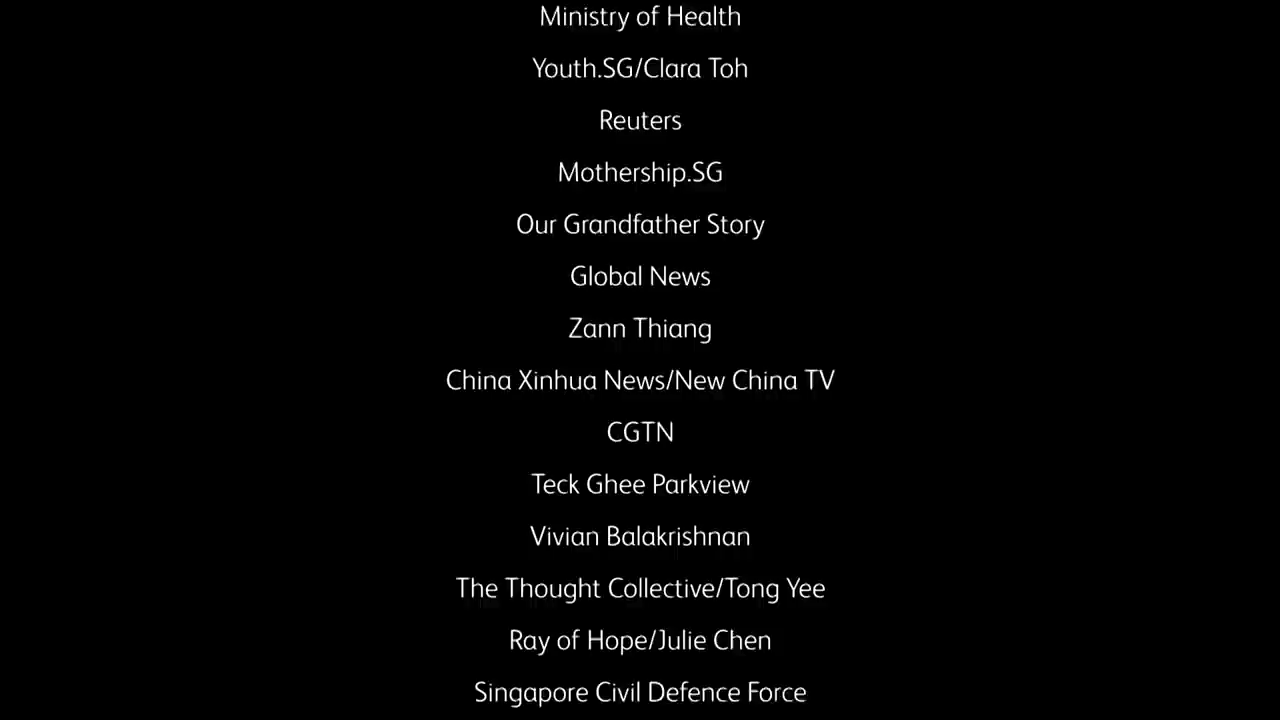 Ministry of Health
Youth.SG/Clara Toh
Reuters
Mothership.SG
Our Grandfather Story
Global News
Zann Thiang
China Xinhua News/New China TV
CGTN
Teck Ghee Parkview
Vivian Balakrishnan
The Thought Collective/Tong Yee
Ray of Hope/Julie Chen
Singapore Civil Defence Force